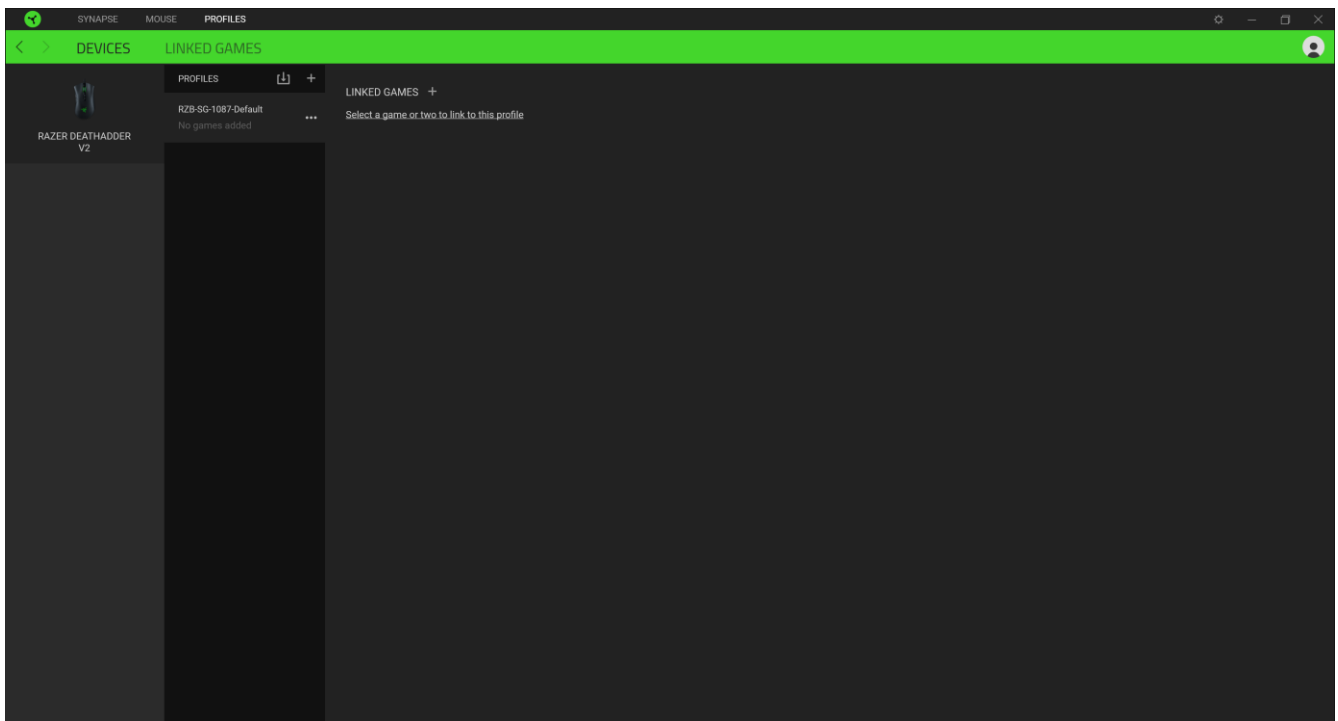 SYNAPSE MOUSE PROFILES
DEVICES LINKED GAMES
RAZER DEATHADDER
V2
PROFILES
RZB-SG-1087-Default
No games added
LINKED GAMES
Select a game or two to link to this profile